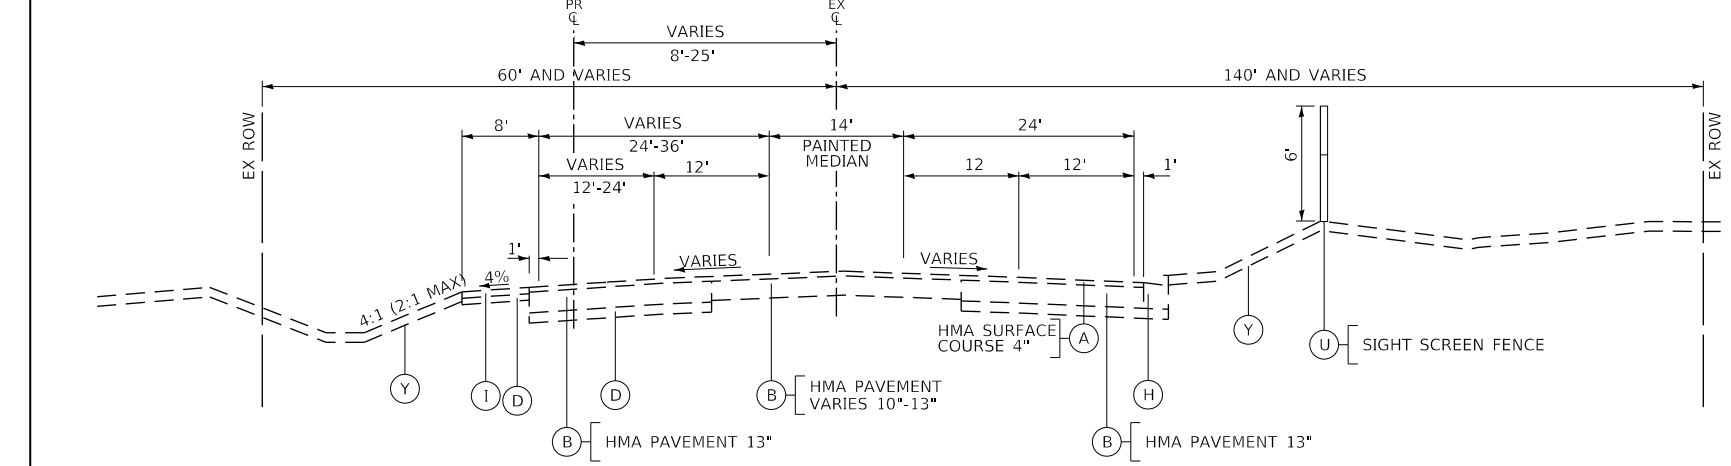 PR
℄
EX
℄
VARIES
8'-25'
60' AND VARIES
140' AND VARIES
EX ROW
8'
VARIES
24'-36'
14'
PAINTED
MEDIAN
24'
VARIES
12'-24'
12'
12
12'
1'
6'
EX ROW
1'
4:1 (2:1 MAX)
4%
VARIES
VARIES
Y
I
D
D
B
HMA PAVEMENT
VARIES 10"-13"
HMA SURFACE
COURSE 4"
A
H
Y
U
SIGHT SCREEN FENCE
B
HMA PAVEMENT 13"
B
HMA PAVEMENT 13"